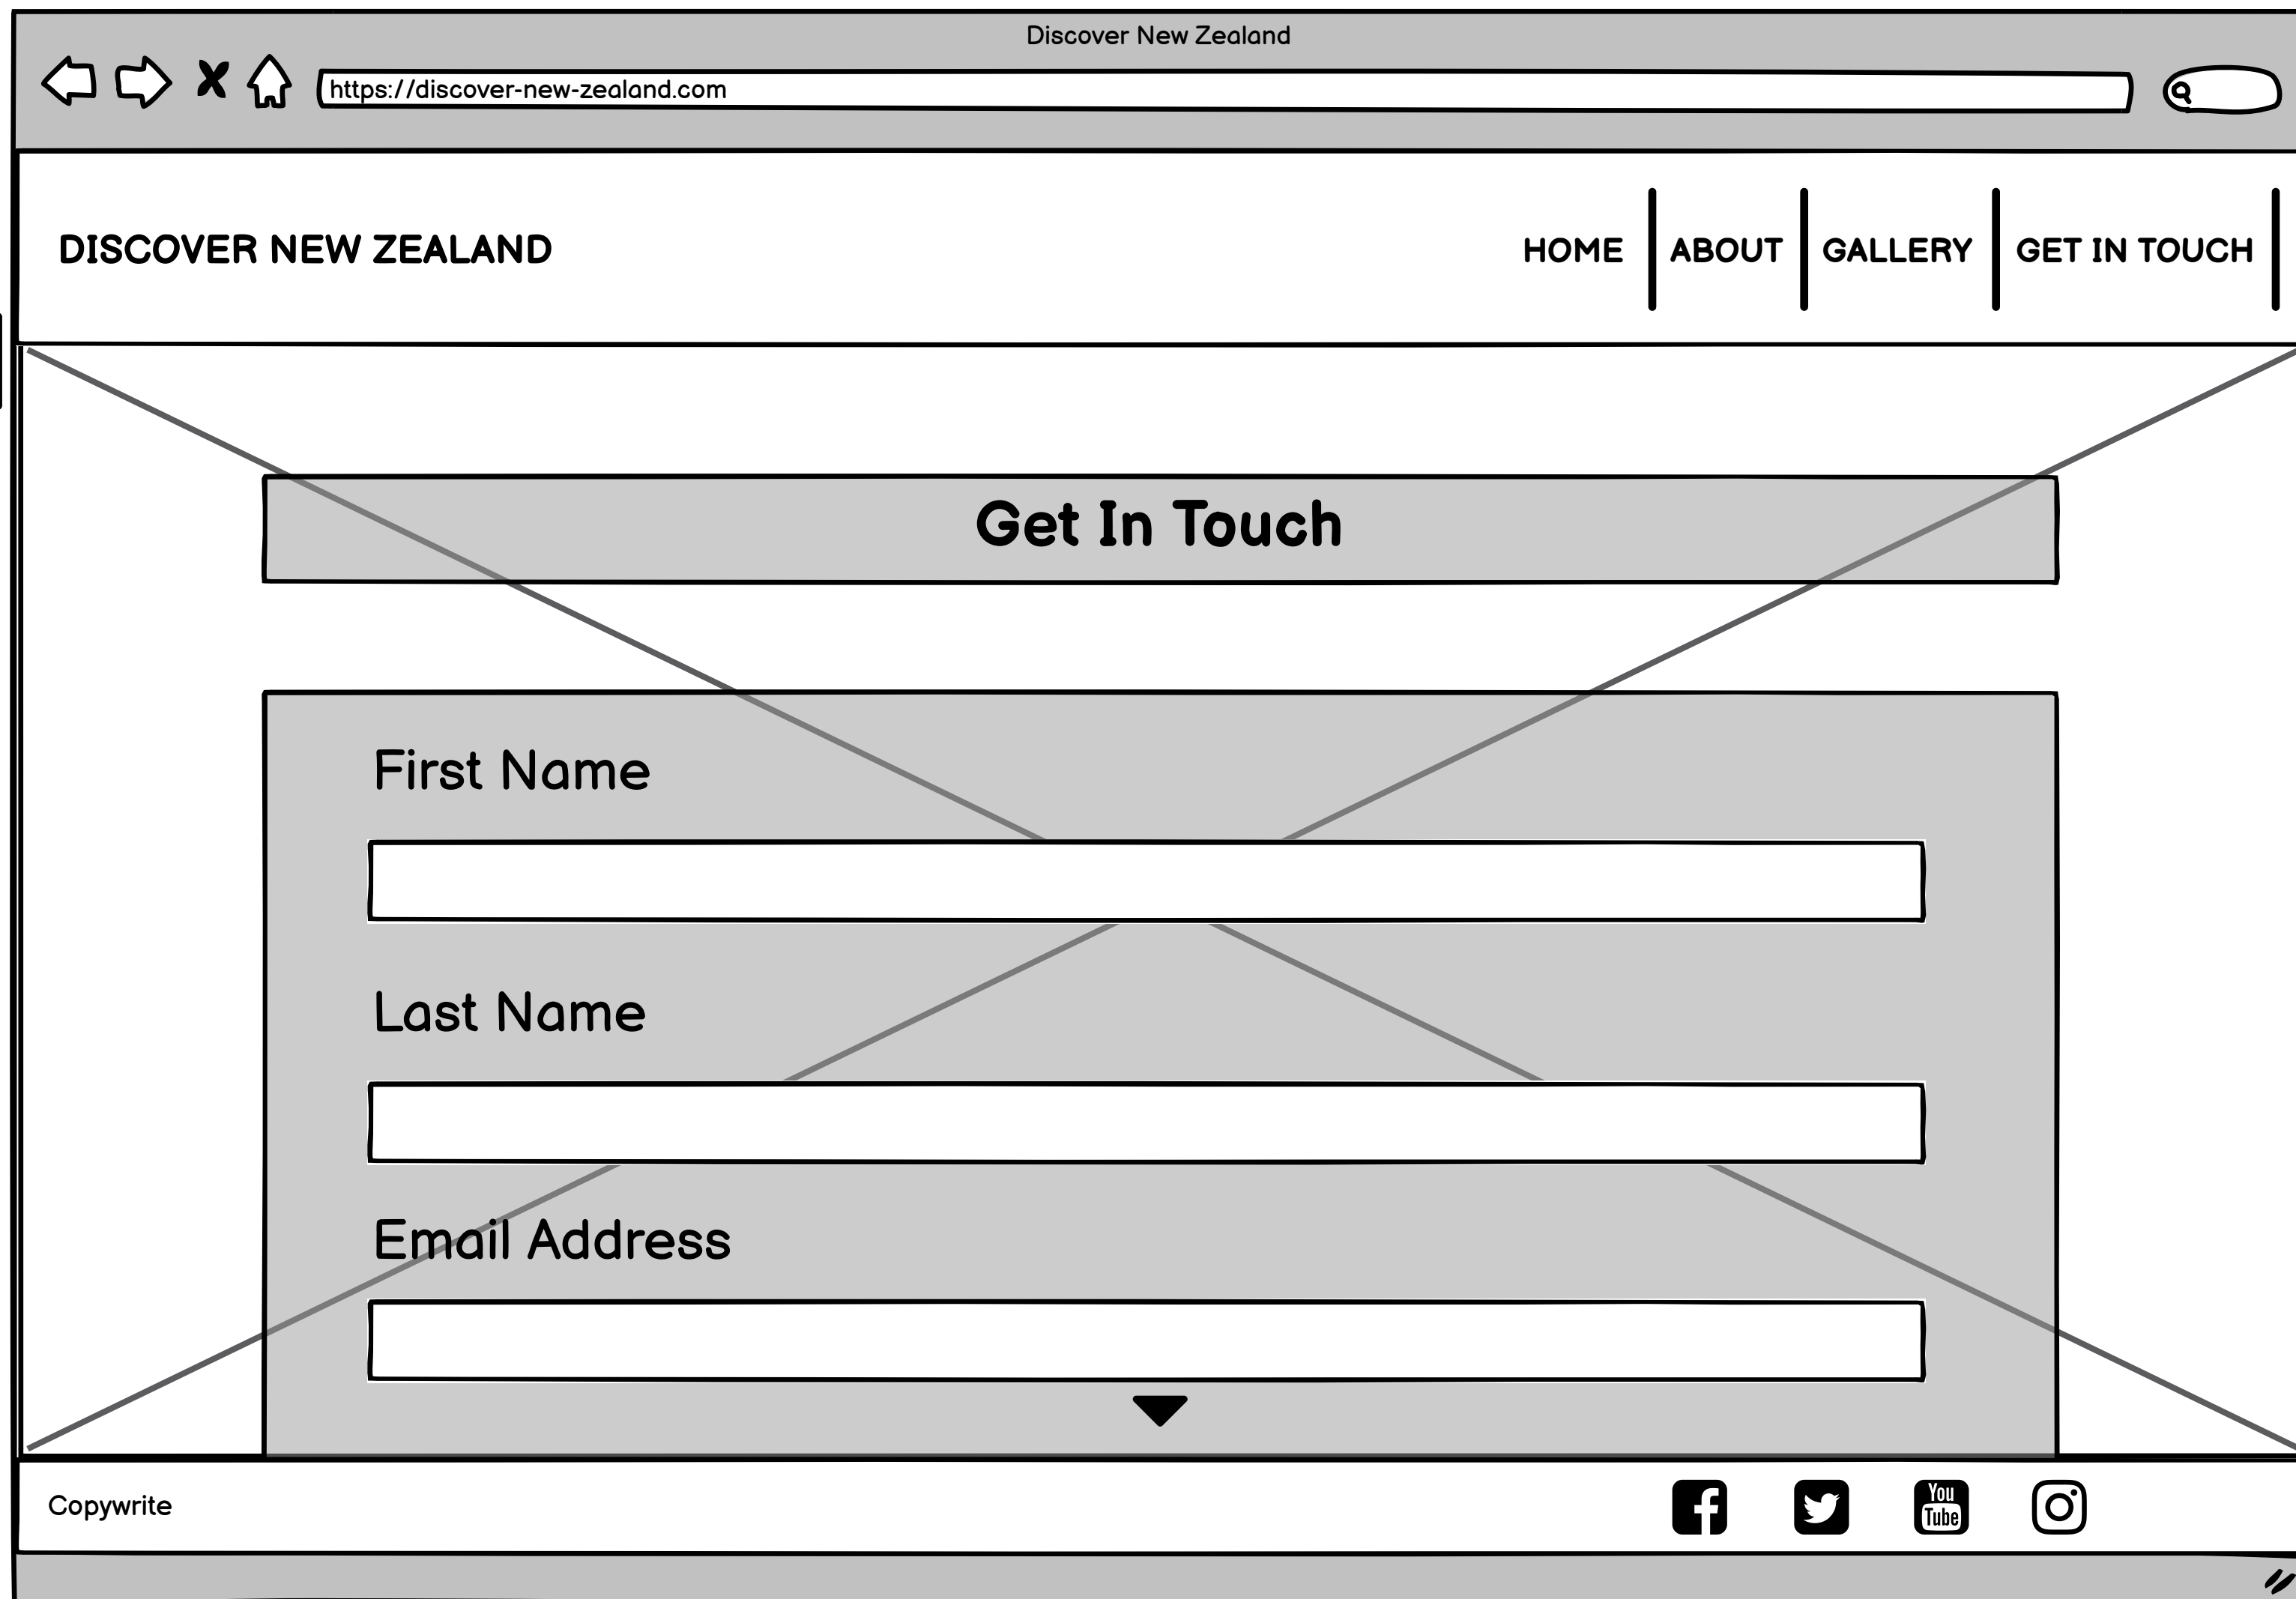 Discover New Zealand
https://discover-new-zealand.com
DISCOVER NEW ZEALAND
HOME ABOUT GALLERY GET IN TOUCH
Get In Touch
First Name
Last Name
Email Address
Copywrite
You
Tube